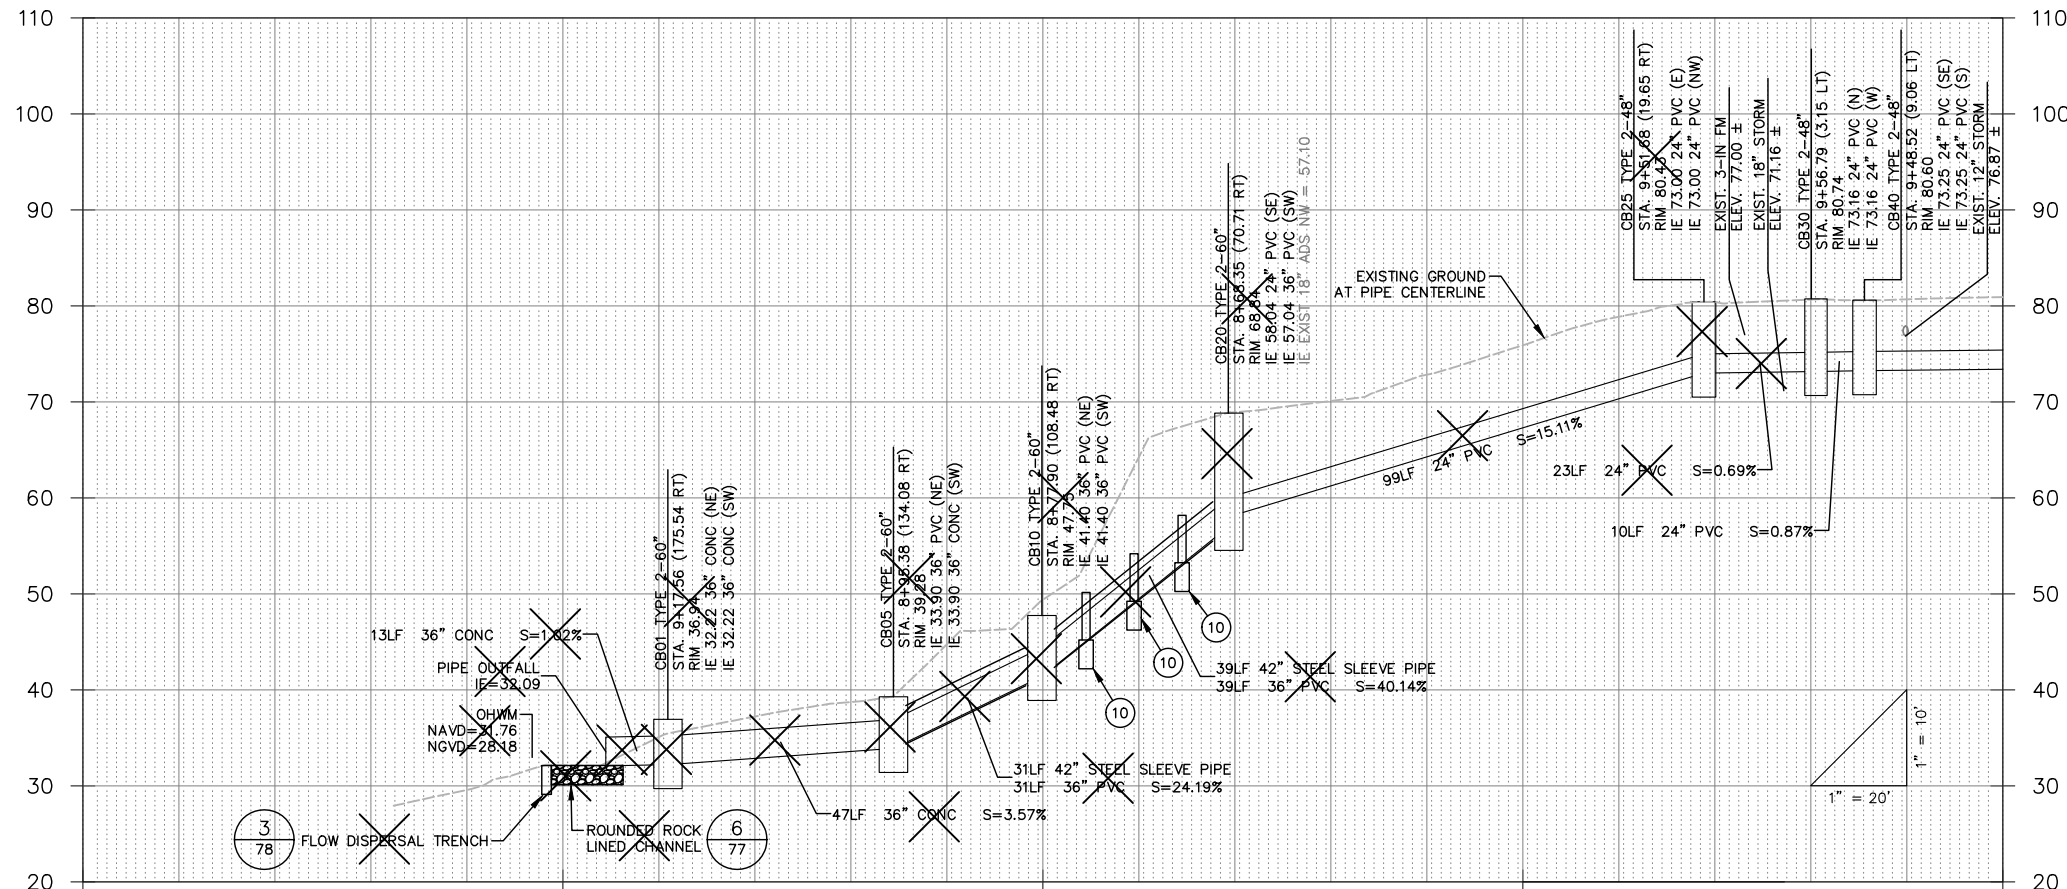 110
100
90
80
70
60
50
40
30
20
110
100
90
80
70
60
50
40
30
20
CB25 TYPE 2-48"
STA. 9+51.68 (19.65 RT)
RIM 80.43
IE 73.00 24" PVC (E)
IE 73.00 24" PVC (NW)
EXIST. 3-IN FM
ELEV. 77.00 ±
EXIST. 18" STORM
ELEV. 71.16 ±
CB30 TYPE 2-48"
STA. 9+56.79 (3.15 LT)
RIM 80.74
IE 73.16 24" PVC (N)
IE 73.16 24" PVC (W)
CB40 TYPE 2-48"
STA. 9+48.52 (9.06 LT)
RIM 80.60
IE 73.25 24" PVC (SE)
IE 73.25 24" PVC (S)
EXIST. 12" STORM
ELEV. 76.87 ±
CB20 TYPE 2-60"
STA. 8+68.35 (70.71 RT)
RIM 68.84
IE 58.04 24" PVC (SE)
IE 57.04 36" PVC (SW)
IE EXIST 18" ADS NW = 57.10
EXISTING GROUND
AT PIPE CENTERLINE
CB10 TYPE 2-60"
STA. 8+77.90 (108.48 RT)
RIM 47.75
IE 41.40 36" PVC (NE)
IE 41.40 36" PVC (SW)
CB05 TYPE 2-60"
STA. 8+95.38 (134.08 RT)
RIM 39.28
IE 33.90 36" PVC (NE)
IE 33.90 36" CONC (SW)
CB01 TYPE 2-60"
STA. 9+17.56 (175.54 RT)
RIM 36.94
IE 32.22 36" CONC (NE)
IE 32.22 36" CONC (SW)
99LF 24" PVC S=15.11%
23LF 24" PVC S=0.69%
10LF 24" PVC S=0.87%
13LF 36" CONC S=1.02%
PIPE OUTFALL
IE=32.09
OHWM
NAVD=31.76
NGVD=28.18
10
10
10
39LF 42" STEEL SLEEVE PIPE
39LF 36" PVC S=40.14%
31LF 42" STEEL SLEEVE PIPE
31LF 36" PVC S=24.19%
47LF 36" CONC S=3.57%
3
78
FLOW DISPERSAL TRENCH
ROUNDED ROCK
LINED CHANNEL
6
77
1" = 10'
1" = 20'